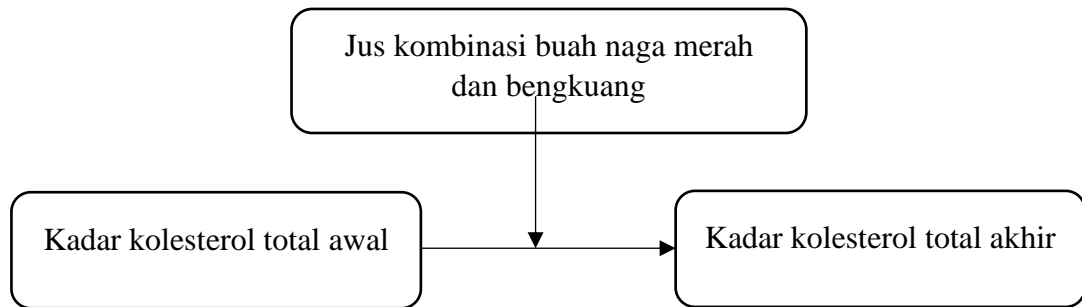 Jus kombinasi buah naga merah
dan bengkuang
Kadar kolesterol total awal
Kadar kolesterol total akhir